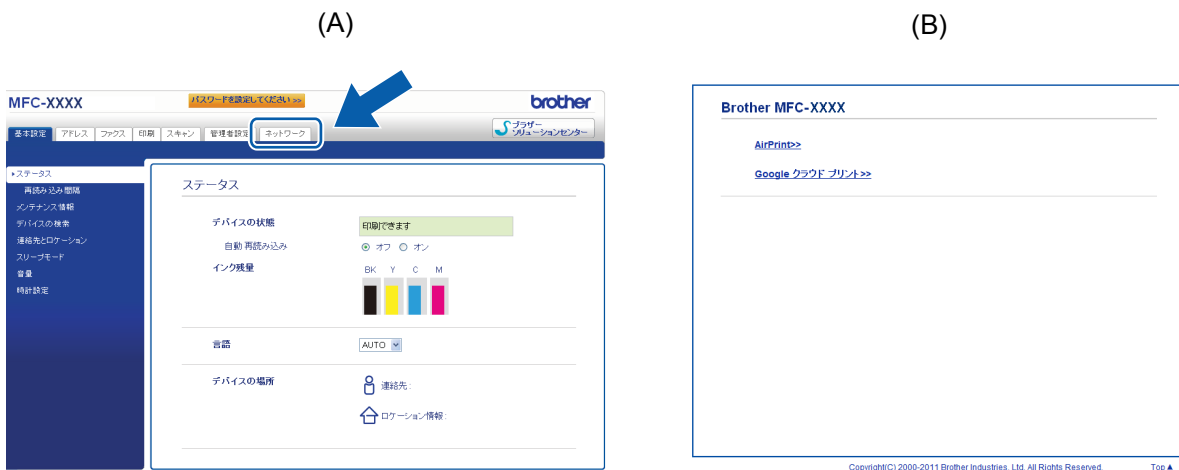 (A)
(B)
MFC-XXXX
パスワードを設定してください >>
brother
基本設定 アドレス ファクス 印刷 スキャン 管理者設定 ネットワーク
ブラザー
ソリューションセンター
ステータス
再読み込み間隔
メンテナンス情報
デバイスの検索
連絡先とロケーション
スリープモード
音量
時計設定
ステータス
デバイスの状態 印刷できます
自動再読み込み オフ オン
インク残量 BK Y C M
言語 AUTO
デバイスの場所 連絡先:
ロケーション情報:
Brother MFC-XXXX
AirPrint>>
Google クラウド プリント>>
Copyright(C) 2000-2011 Brother Industries, Ltd. All Rights Reserved. Top▲